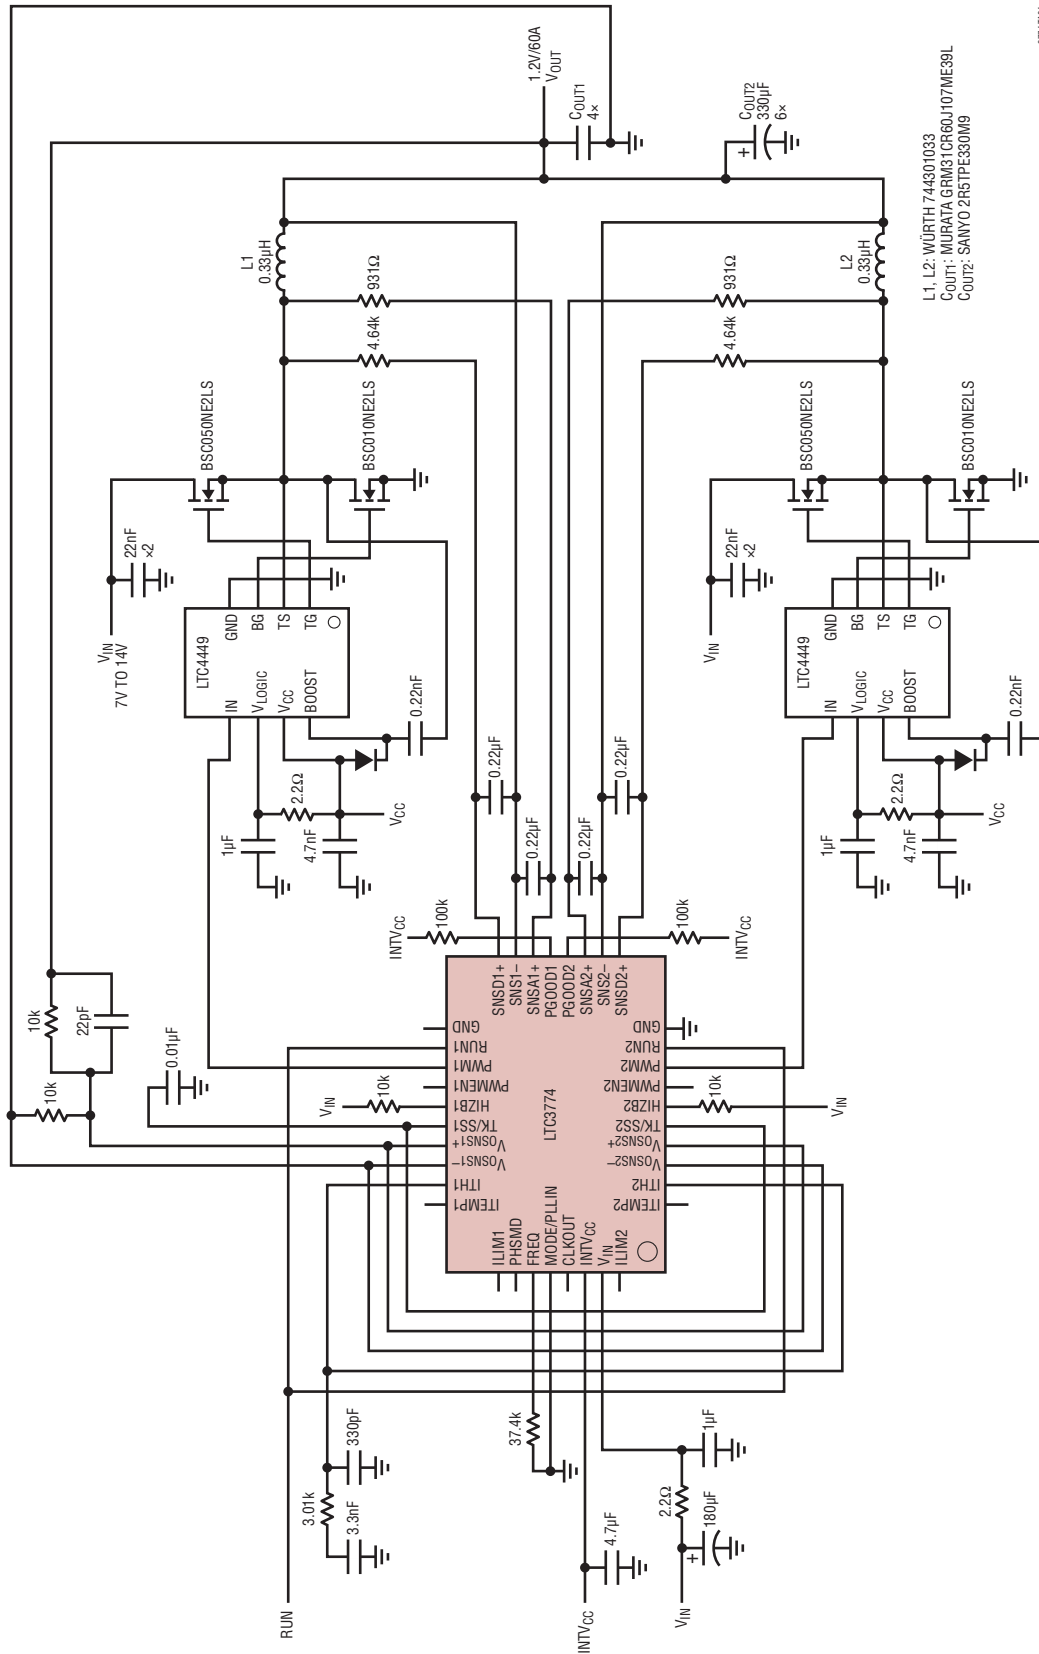 1.2V/60A
VOUT
COUT1
4×
COUT2
330µF
6×
+
L1, L2: WÜRTH 744301033
COUT1: MURATA GRM31CR60J107ME39L
COUT2: SANYO 2R5TPE330M9
L1
0.33µH
931Ω
4.64k
L2
0.33µH
931Ω
4.64k
BSC050NE2LS
BSC010NE2LS
BSC050NE2LS
BSC010NE2LS
22nF
×2
22nF
×2
VIN
7V TO 14V
VIN
LTC4449
GND
BG
TS
TG
IN
VLOGIC
VCC
BOOST
LTC4449
GND
BG
TS
TG
IN
VLOGIC
VCC
BOOST
0.22nF
2.2Ω
VCC
1µF
4.7nF
0.22nF
2.2Ω
VCC
1µF
4.7nF
0.22µF
0.22µF
0.22µF
0.22µF
INTVCC
100k
100k
INTVCC
10k
22pF
10k
0.01µF
VIN
10k
10k
VIN
SNSD1+
SNS1–
SNSA1+
PGOOD1
PGOOD2
SNSA2+
SNS2–
SNSD2+
GND
RUN1
PWM1
PWMEN1
HIZB1
TK/SS1
VOSNS1+
VOSNS1–
ITH1
ITEMP1
LTC3774
GND
RUN2
PWM2
PWMEN2
HIZB2
TK/SS2
VOSNS2+
VOSNS2–
ITH2
ITEMP2
ILIM1
PHSMD
FREQ
MODE/PLLIN
CLKOUT
INTVCC
VIN
ILIM2
37.4k
330pF
3.01k
3.3nF
RUN
4.7µF
INTVCC
1µF
2.2Ω
180µF
+
VIN